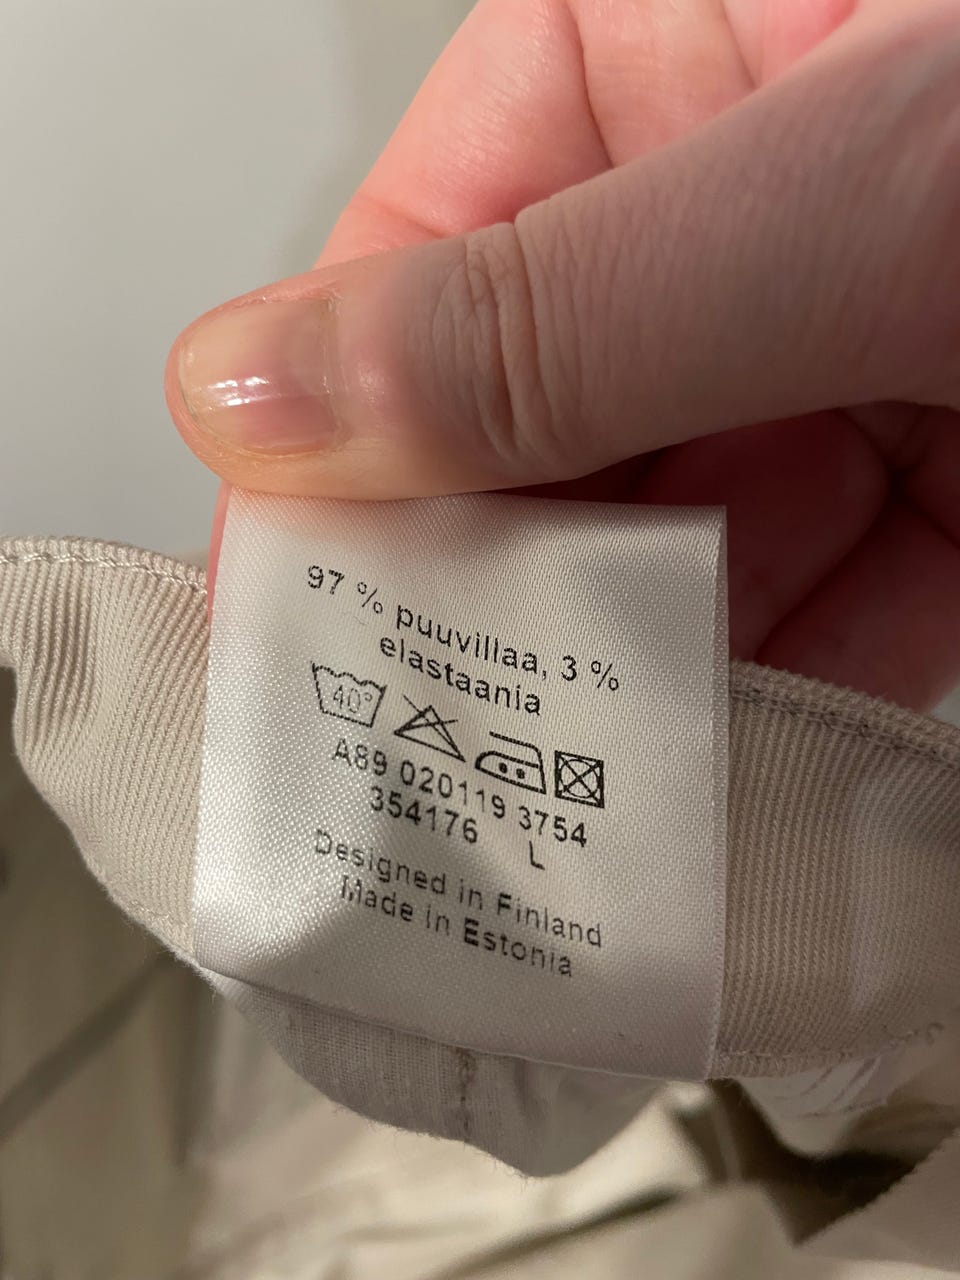 97 % puuvillaa, 3 %
elastaania
40°
A89 020119 3754
354176 L
Designed in Finland
Made in Estonia